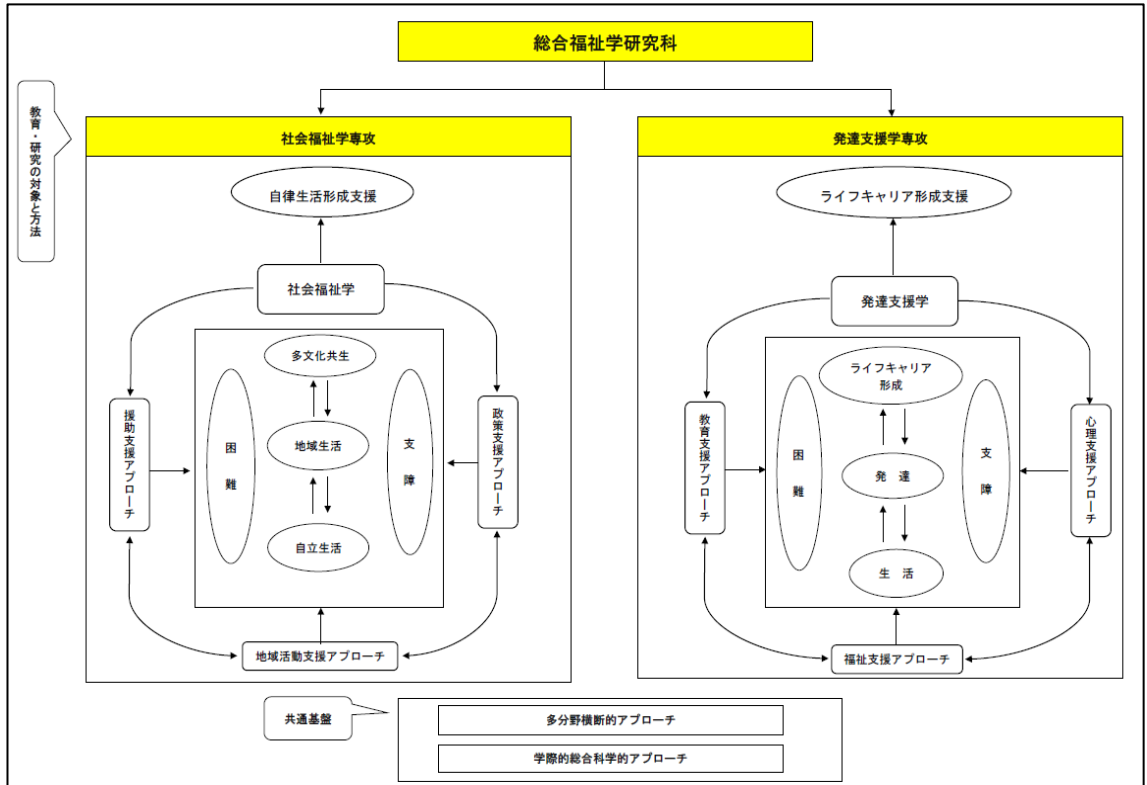 総合福祉学研究科
教育・研究の対象と方法
社会福祉学専攻
自律生活形成支援
社会福祉学
多文化共生
地域生活
自立生活
困難
支障
援助支援アプローチ
政策支援アプローチ
地域活動支援アプローチ
発達支援学専攻
ライフキャリア形成支援
発達支援学
ライフキャリア
形成
発 達
生 活
困難
支障
教育支援アプローチ
心理支援アプローチ
福祉支援アプローチ
共通基盤
多分野横断的アプローチ
学際的総合科学的アプローチ